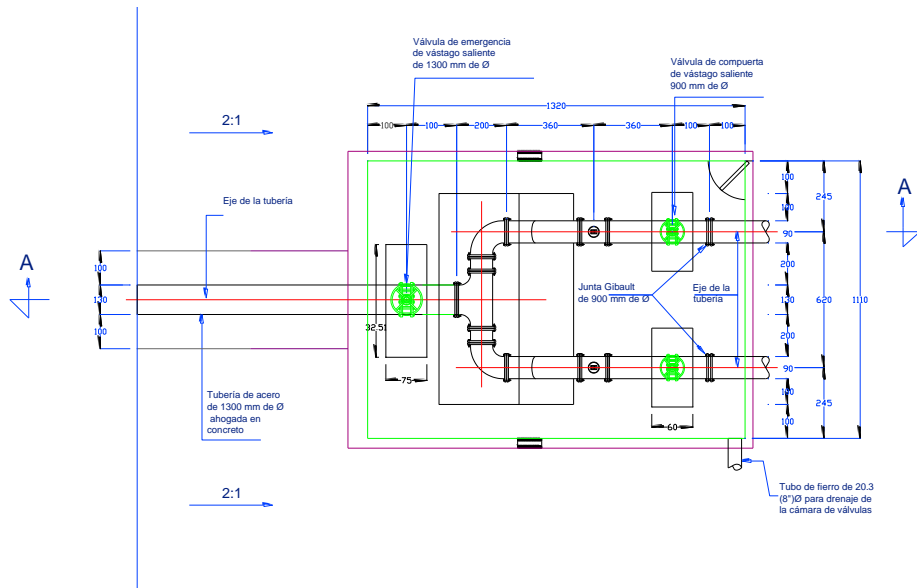 Válvula de emergencia
de vástago saliente
de 1300 mm de Ø
Válvula de compuerta
de vástago saliente
900 mm de Ø
1320
100
100
200
360
360
100
100
2:1
Eje de la tubería
A
A
100
130
100
32.51
75
Junta Gibault
de 900 mm de Ø
Eje de la
tubería
100
100
90
200
130
200
90
100
100
245
620
245
1110
60
Tubería de acero
de 1300 mm de Ø
ahogada en
concreto
2:1
Tubo de fierro de 20.3
(8")Ø para drenaje de
la cámara de válvulas